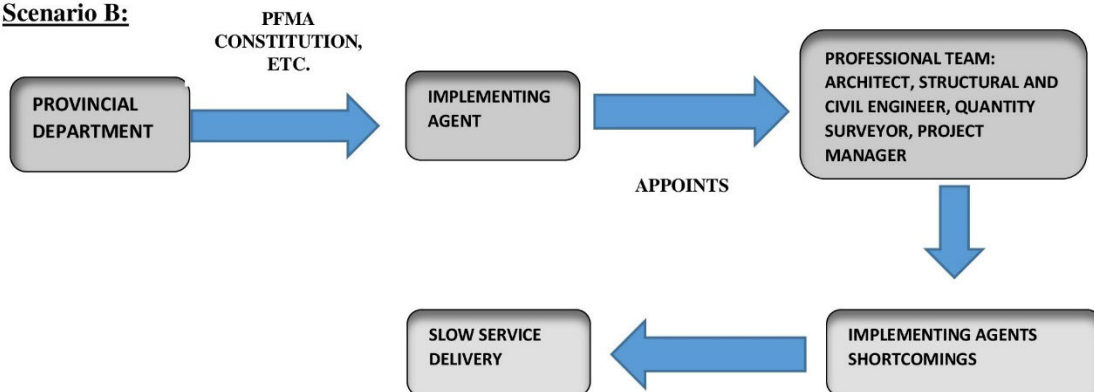 Scenario B:
PFMA
CONSTITUTION,
ETC.
PROVINCIAL
DEPARTMENT
IMPLEMENTING
AGENT
APPOINTS
PROFESSIONAL TEAM:
ARCHITECT, STRUCTURAL AND
CIVIL ENGINEER, QUANTITY
SURVEYOR, PROJECT
MANAGER
IMPLEMENTING AGENTS
SHORTCOMINGS
SLOW SERVICE
DELIVERY